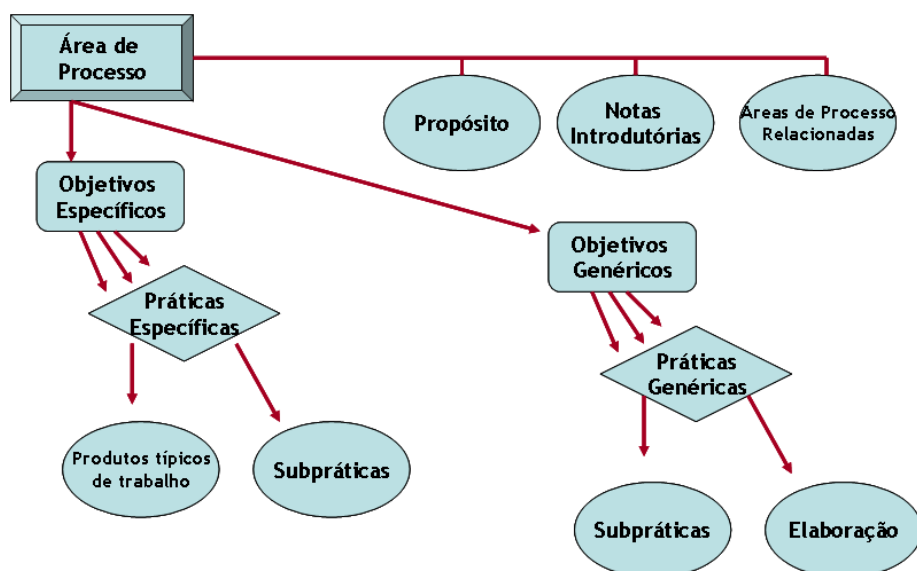 Área de
Processo
Propósito
Notas
Introdutórias
Áreas de Processo
Relacionadas
Objetivos
Específicos
Objetivos
Genéricos
Práticas
Específicas
Práticas
Genéricas
Produtos típicos
de trabalho
Subpráticas
Subpráticas
Elaboração